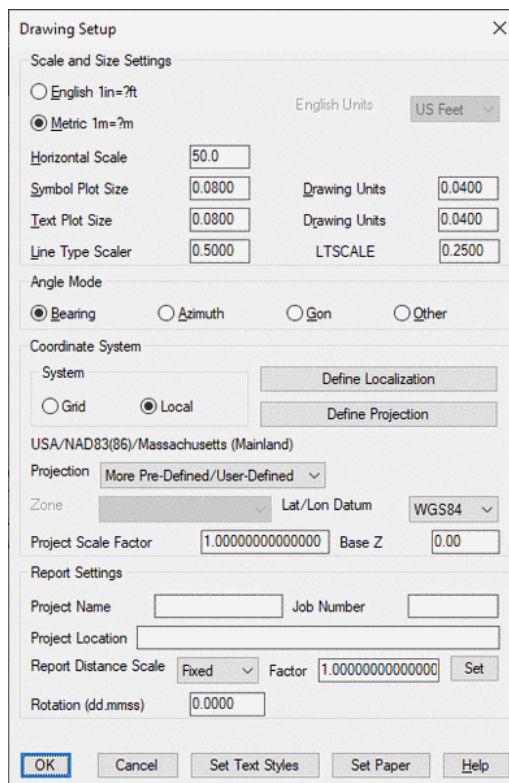 Drawing Setup
Scale and Size Settings
English 1in=?ft
English Units US Feet
Metric 1m=?m
Horizontal Scale 50.0
Symbol Plot Size 0.0800 Drawing Units 0.0400
Text Plot Size 0.0800 Drawing Units 0.0400
Line Type Scaler 0.5000 LTSCALE 0.2500
Angle Mode
Bearing Azimuth Gon Other
Coordinate System
System
Define Localization
Grid Local
Define Projection
USA/NAD83(86)/Massachusetts (Mainland)
Projection More Pre-Defined/User-Defined
Zone Lat/Lon Datum WGS84
Project Scale Factor 1.00000000000000 Base Z 0.00
Report Settings
Project Name Job Number
Project Location
Report Distance Scale Fixed Factor 1.00000000000000 Set
Rotation (dd.mmss) 0.0000
OK Cancel Set Text Styles Set Paper Help